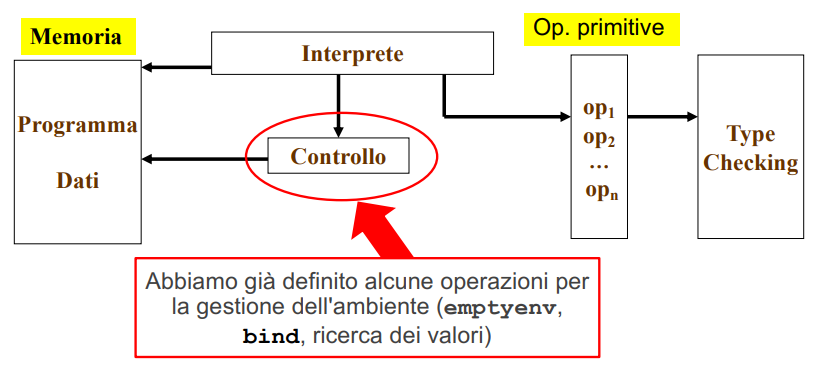 Memoria
Interprete
Op. primitive
Programma
Dati
Controllo
op1
op2
...
opn
Type
Checking
Abbiamo già definito alcune operazioni per
la gestione dell'ambiente (emptyenv,
bind, ricerca dei valori)